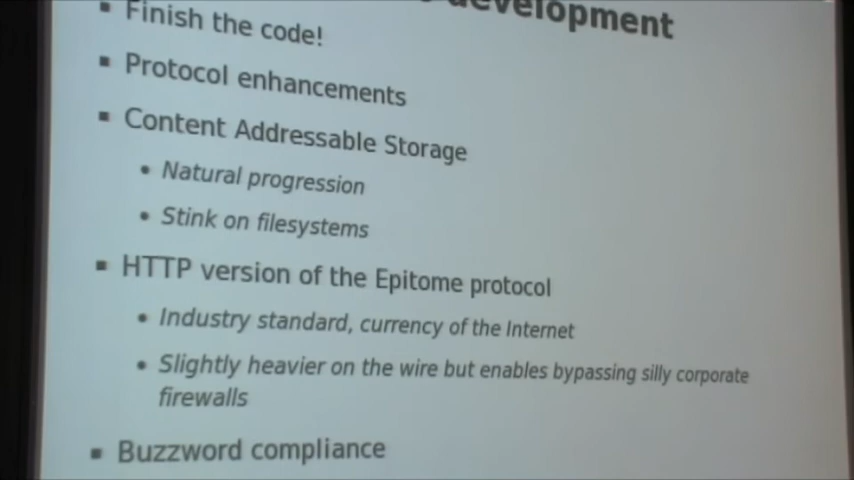 development
Finish the code!
Protocol enhancements
Content Addressable Storage
Natural progression
Stink on filesystems
HTTP version of the Epitome protocol
Industry standard, currency of the Internet
Slightly heavier on the wire but enables bypassing silly corporate
firewalls
Buzzword compliance